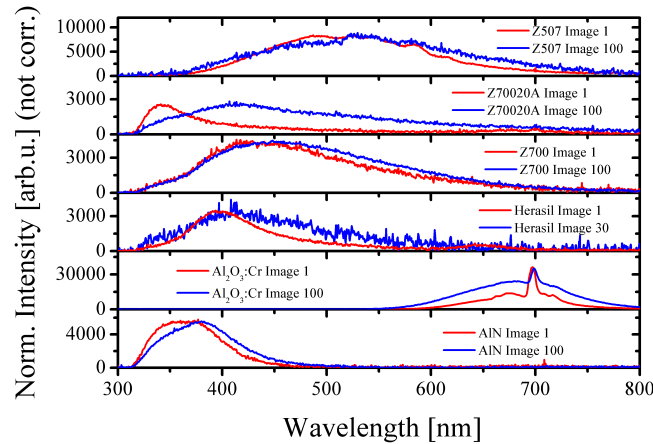 Norm. Intensity [arb.u.] (not corr.)
10000
5000
0
Z507 Image 1
Z507 Image 100
3000
0
Z70020A Image 1
Z70020A Image 100
3000
0
Z700 Image 1
Z700 Image 100
3000
0
Herasil Image 1
Herasil Image 30
30000
0
Al₂O₃:Cr Image 1
Al₂O₃:Cr Image 100
4000
0
AlN Image 1
AlN Image 100
300 400 500 600 700 800
Wavelength [nm]